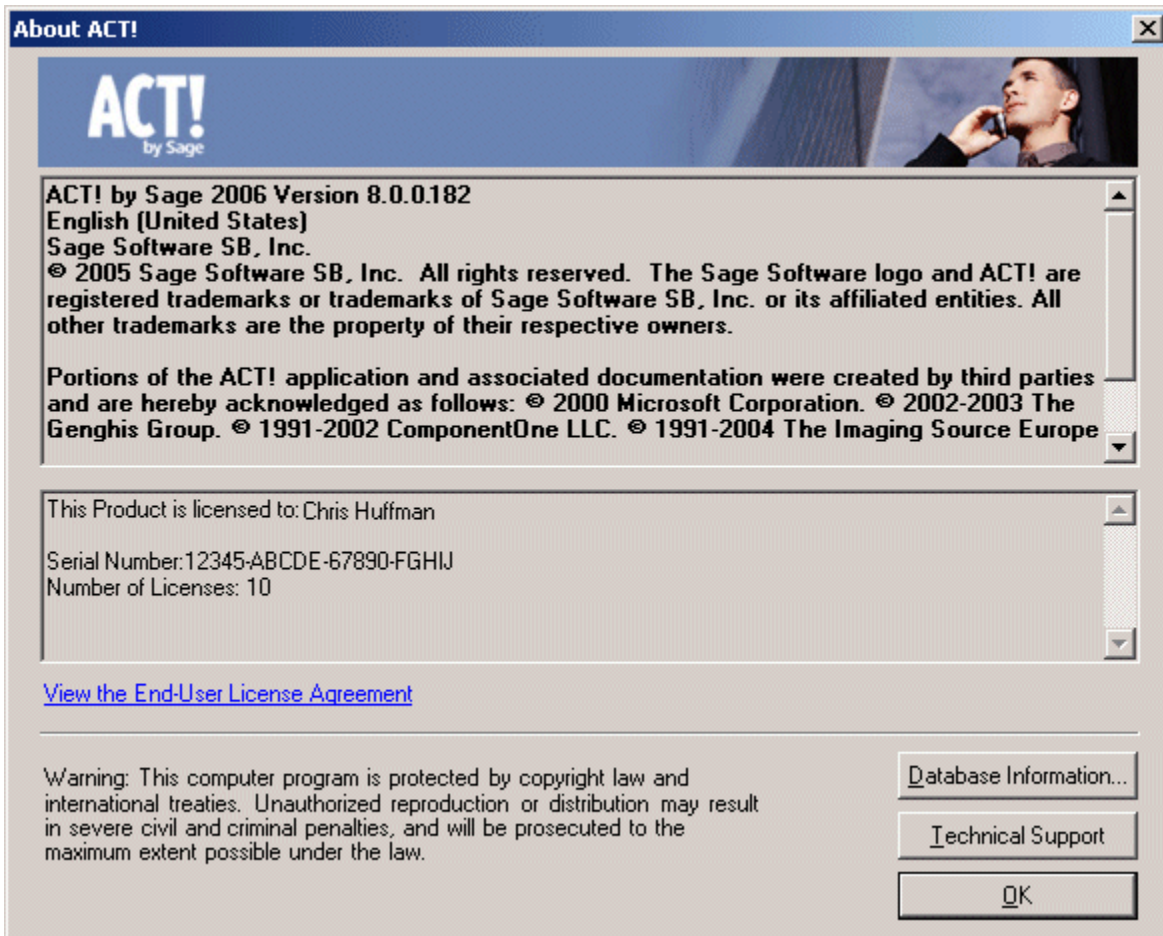 About ACT!
ACT!
by Sage
ACT! by Sage 2006 Version 8.0.0.182
English (United States)
Sage Software SB, Inc.
© 2005 Sage Software SB, Inc.  All rights reserved.  The Sage Software logo and ACT! are
registered trademarks or trademarks of Sage Software SB, Inc. or its affiliated entities. All
other trademarks are the property of their respective owners.
Portions of the ACT! application and associated documentation were created by third parties
and are hereby acknowledged as follows: © 2000 Microsoft Corporation. © 2002-2003 The
Genghis Group. © 1991-2002 ComponentOne LLC. © 1991-2004 The Imaging Source Europe
This Product is licensed to: Chris Huffman
Serial Number:12345-ABCDE-67890-FGHIJ
Number of Licenses: 10
View the End-User License Agreement
Warning: This computer program is protected by copyright law and
international treaties. Unauthorized reproduction or distribution may result
in severe civil and criminal penalties, and will be prosecuted to the
maximum extent possible under the law.
Database Information...
Technical Support
OK